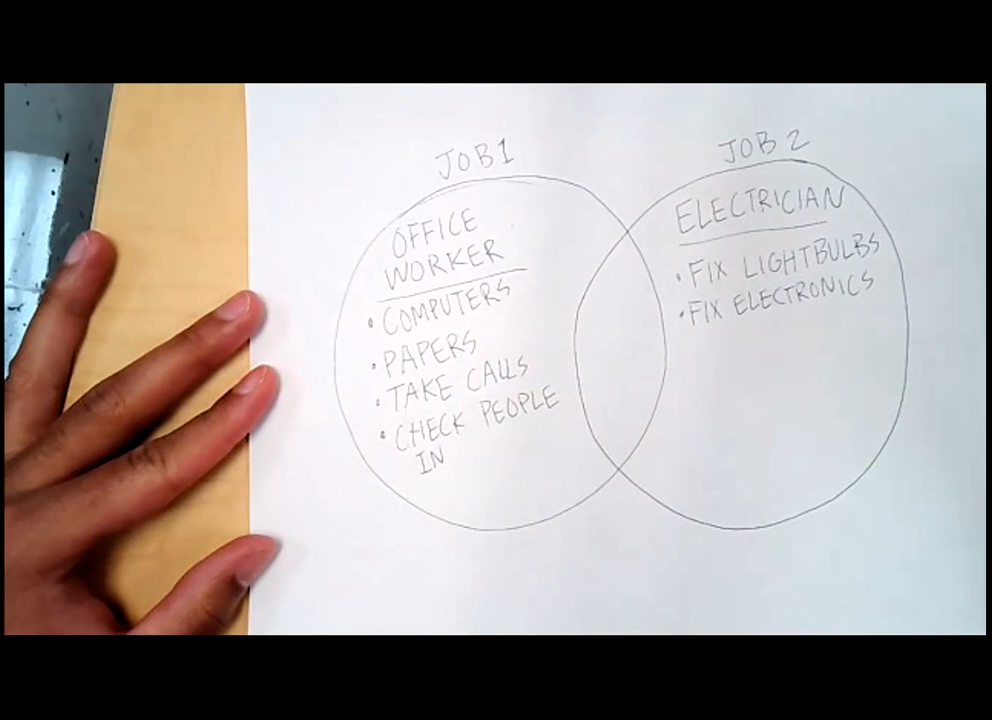 JOB 1
OFFICE
WORKER
• COMPUTERS
• PAPERS
• TAKE CALLS
• CHECK PEOPLE
IN
JOB 2
ELECTRICIAN
• FIX LIGHTBULBS
• FIX ELECTRONICS